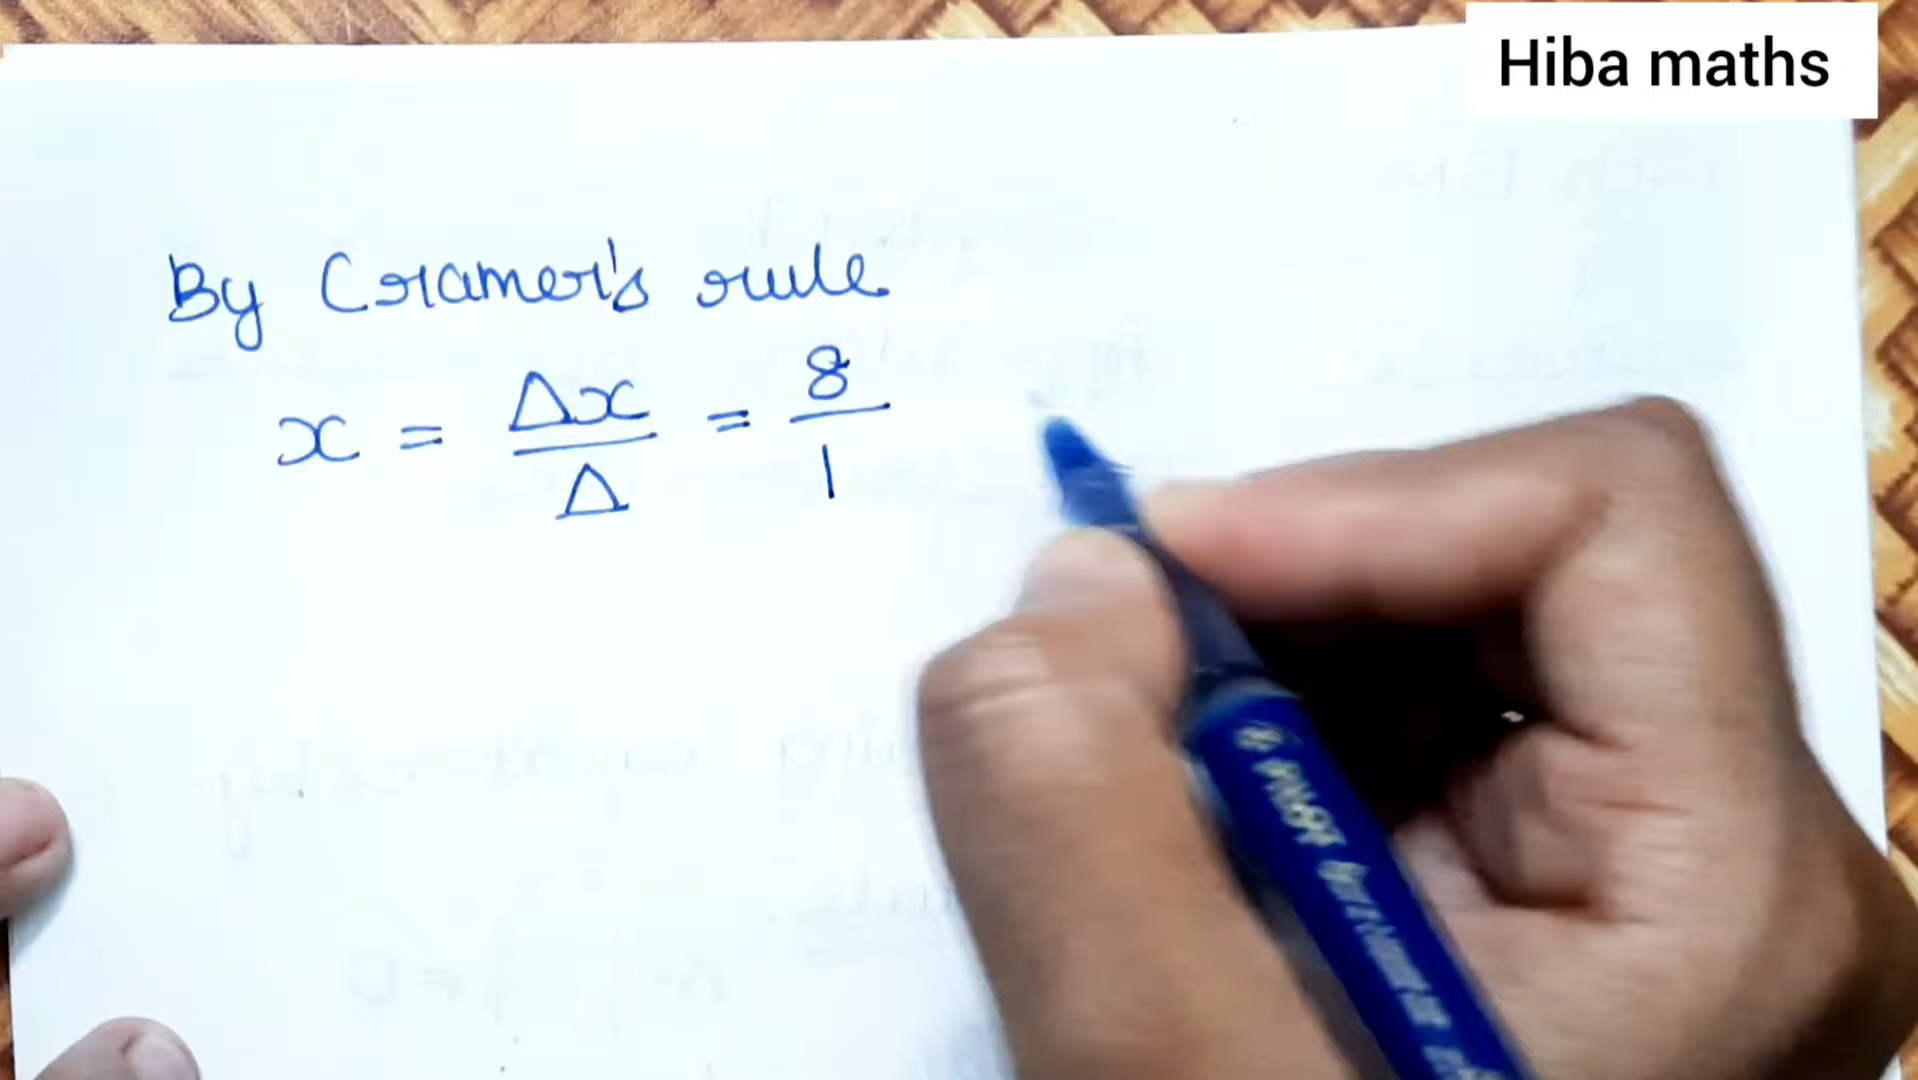 Hiba maths
By Cramer's rule
x = Δx/Δ = 8/1